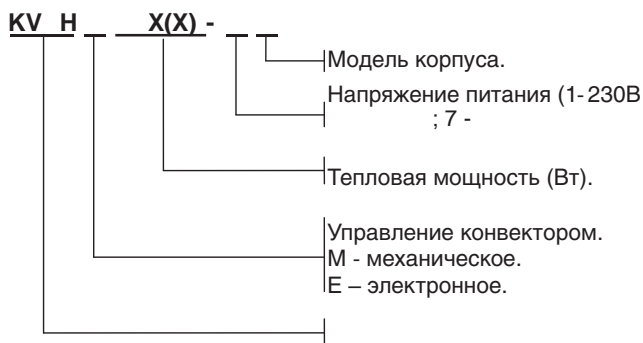 KV H _ X(X) - _ _
Модель корпуса.
Напряжение питания (1-230В
; 7 -
Тепловая мощность (Вт).
Управление конвектором.
М - механическое.
Е – электронное.